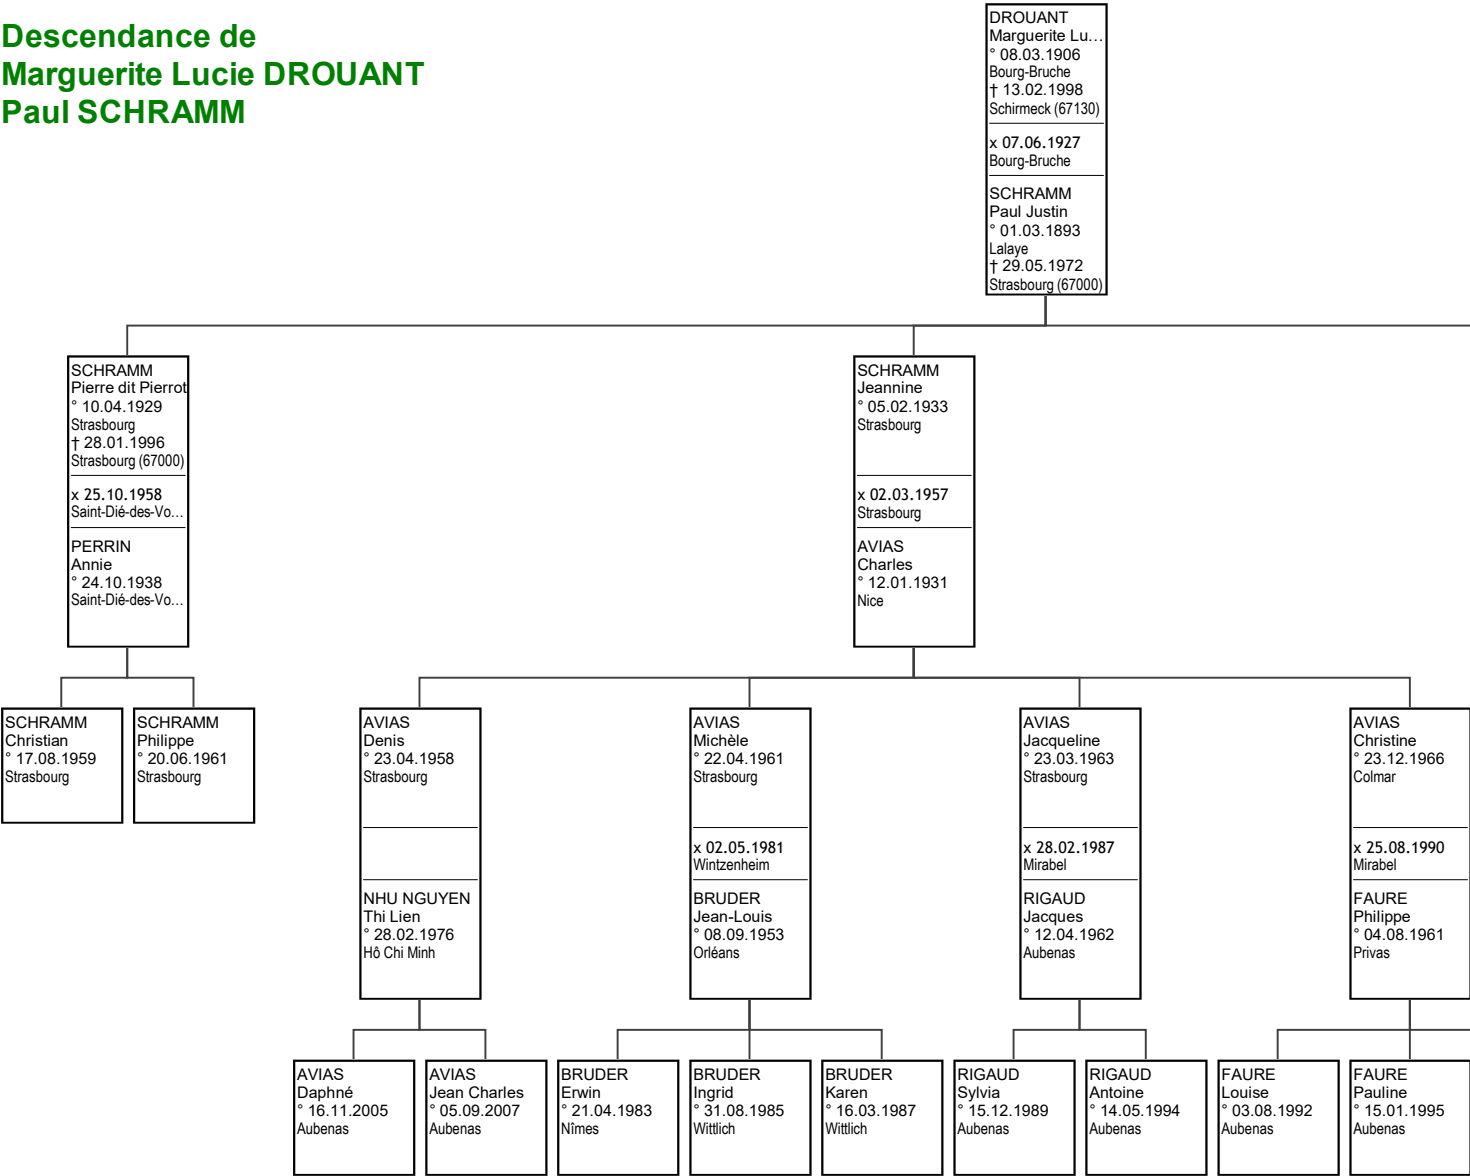 Descendance de
Marguerite Lucie DROUANT
Paul SCHRAMM
DROUANT
Marguerite Lu...
° 08.03.1906
Bourg-Bruche
† 13.02.1998
Schirmeck (67130)
x 07.06.1927
Bourg-Bruche
SCHRAMM
Paul Justin
° 01.03.1893
Lalaye
† 29.05.1972
Strasbourg (67000)
SCHRAMM
Pierre dit Pierrot
° 10.04.1929
Strasbourg
† 28.01.1996
Strasbourg (67000)
x 25.10.1958
Saint-Dié-des-Vo...
PERRIN
Annie
° 24.10.1938
Saint-Dié-des-Vo...
SCHRAMM
Jeannine
° 05.02.1933
Strasbourg
x 02.03.1957
Strasbourg
AVIAS
Charles
° 12.01.1931
Nice
SCHRAMM
Christian
° 17.08.1959
Strasbourg
SCHRAMM
Philippe
° 20.06.1961
Strasbourg
AVIAS
Denis
° 23.04.1958
Strasbourg
NHU NGUYEN
Thi Lien
° 28.02.1976
Hô Chi Minh
AVIAS
Michèle
° 22.04.1961
Strasbourg
x 02.05.1981
Wintzenheim
BRUDER
Jean-Louis
° 08.09.1953
Orléans
AVIAS
Jacqueline
° 23.03.1963
Strasbourg
x 28.02.1987
Mirabel
RIGAUD
Jacques
° 12.04.1962
Aubenas
AVIAS
Christine
° 23.12.1966
Colmar
x 25.08.1990
Mirabel
FAURE
Philippe
° 04.08.1961
Privas
AVIAS
Daphné
° 16.11.2005
Aubenas
AVIAS
Jean Charles
° 05.09.2007
Aubenas
BRUDER
Erwin
° 21.04.1983
Nîmes
BRUDER
Ingrid
° 31.08.1985
Wittlich
BRUDER
Karen
° 16.03.1987
Wittlich
RIGAUD
Sylvia
° 15.12.1989
Aubenas
RIGAUD
Antoine
° 14.05.1994
Aubenas
FAURE
Louise
° 03.08.1992
Aubenas
FAURE
Pauline
° 15.01.1995
Aubenas